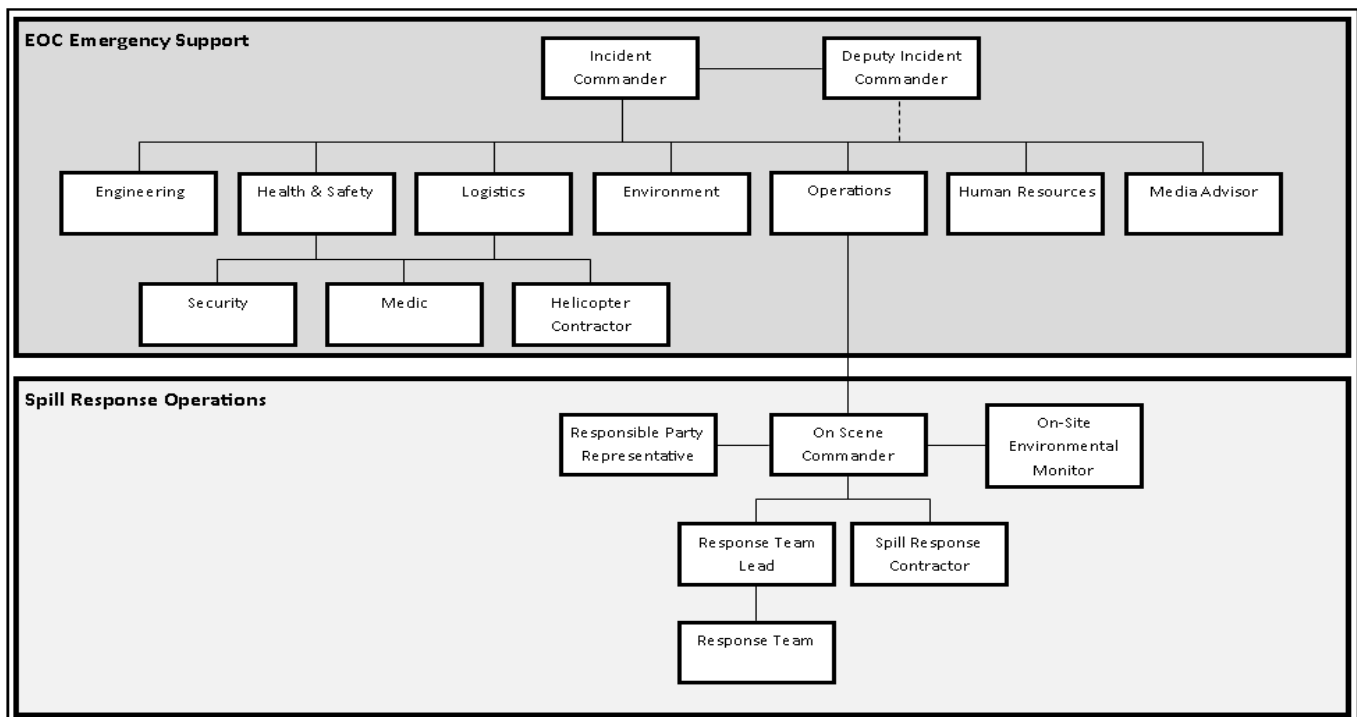 EOC Emergency Support
Incident
Commander
Deputy Incident
Commander
Engineering
Health & Safety
Logistics
Environment
Operations
Human Resources
Media Advisor
Security
Medic
Helicopter
Contractor
Spill Response Operations
Responsible Party
Representative
On Scene
Commander
On-Site
Environmental
Monitor
Response Team
Lead
Spill Response
Contractor
Response Team